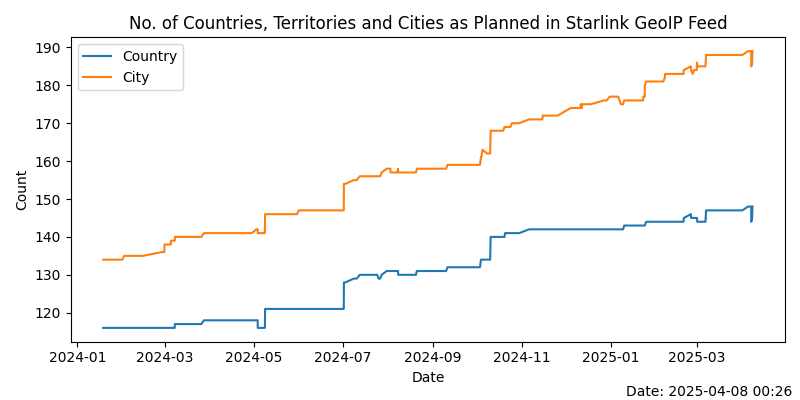 No. of Countries, Territories and Cities as Planned in Starlink GeoIP Feed
Country
City
190
180
170
160
150
140
130
120
Count
2024-01 2024-03 2024-05 2024-07 2024-09 2024-11 2025-01 2025-03
Date
Date: 2025-04-08 00:26